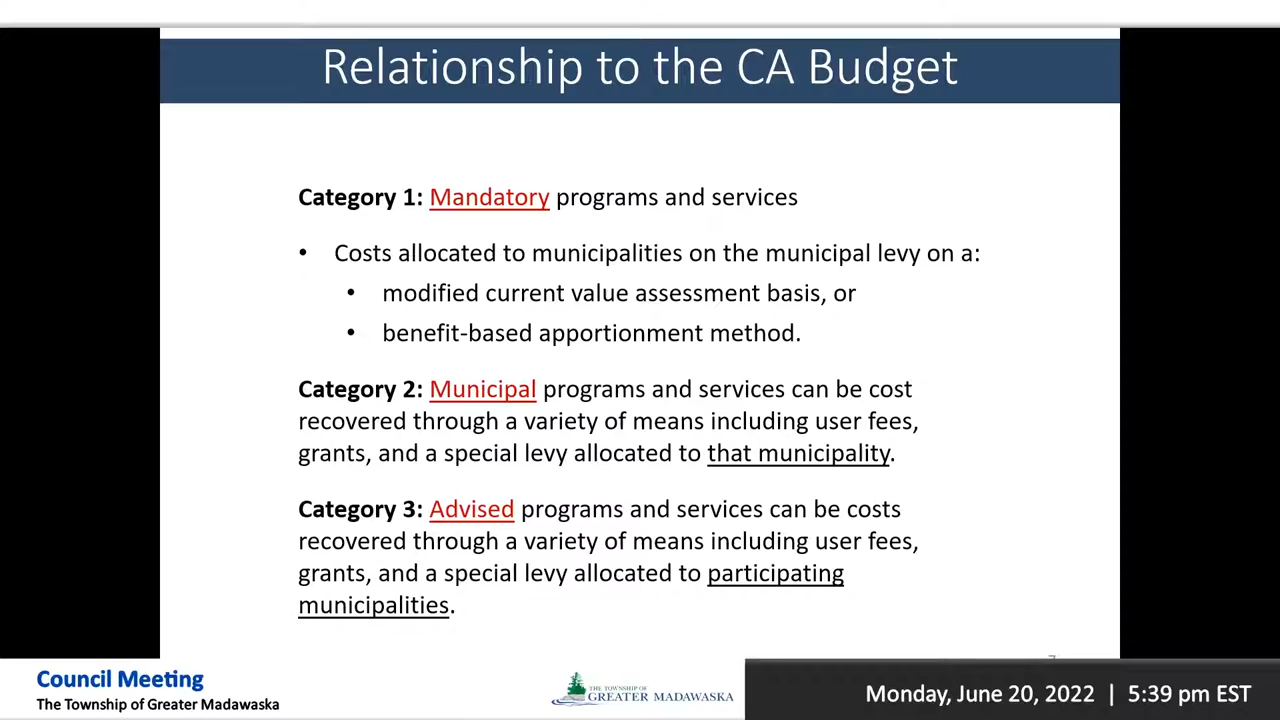 Relationship to the CA Budget
Category 1: Mandatory programs and services
• Costs allocated to municipalities on the municipal levy on a:
• modified current value assessment basis, or
• benefit-based apportionment method.
Category 2: Municipal programs and services can be cost
recovered through a variety of means including user fees,
grants, and a special levy allocated to that municipality.
Category 3: Advised programs and services can be costs
recovered through a variety of means including user fees,
grants, and a special levy allocated to participating
municipalities.
Council Meeting
The Township of Greater Madawaska
THE TOWNSHIP OF
GREATER MADAWASKA
Monday, June 20, 2022 | 5:39 pm EST